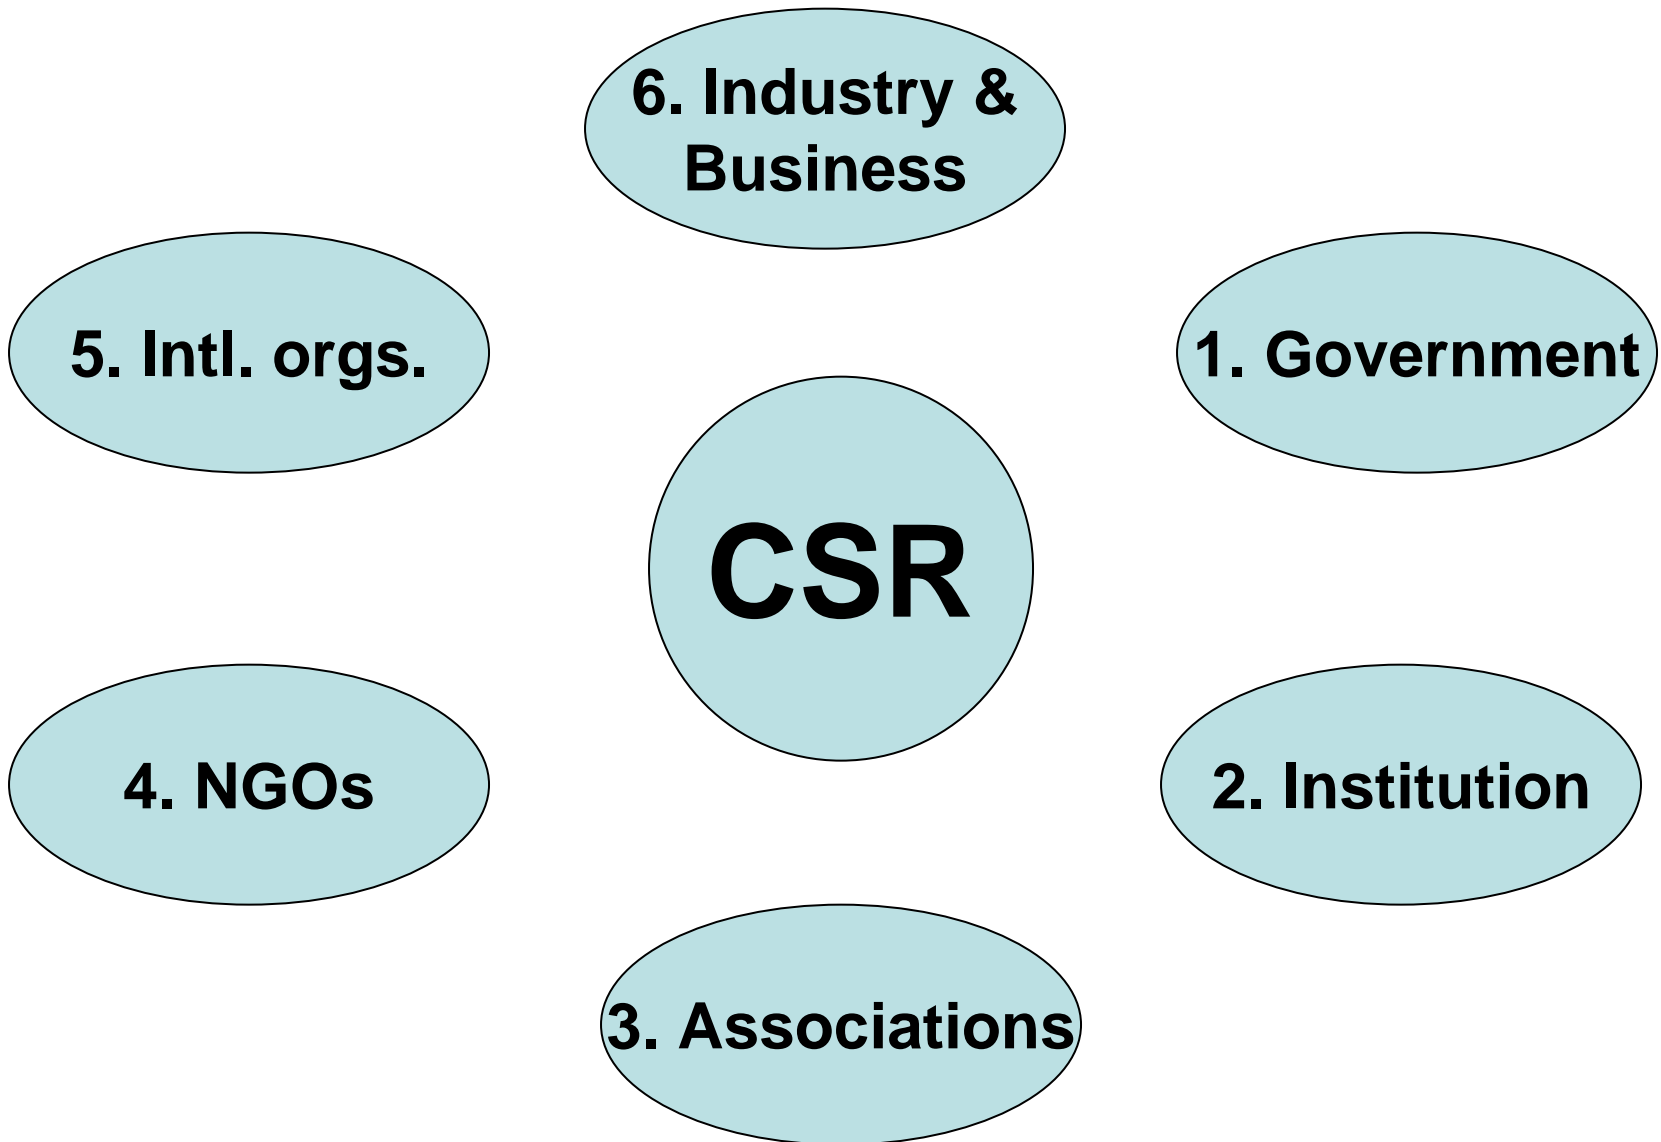 6. Industry &
Business
5. Intl. orgs.
1. Government
CSR
4. NGOs
2. Institution
3. Associations